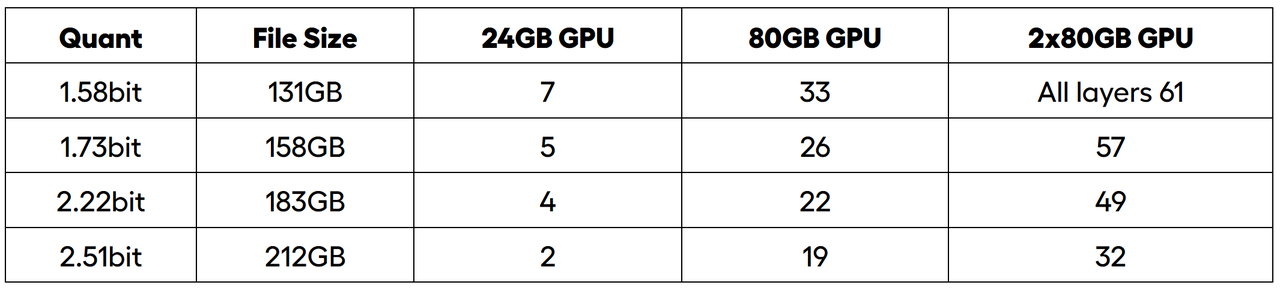 Quant File Size 24GB GPU 80GB GPU 2x80GB GPU
1.58bit 131GB 7 33 All layers 61
1.73bit 158GB 5 26 57
2.22bit 183GB 4 22 49
2.51bit 212GB 2 19 32